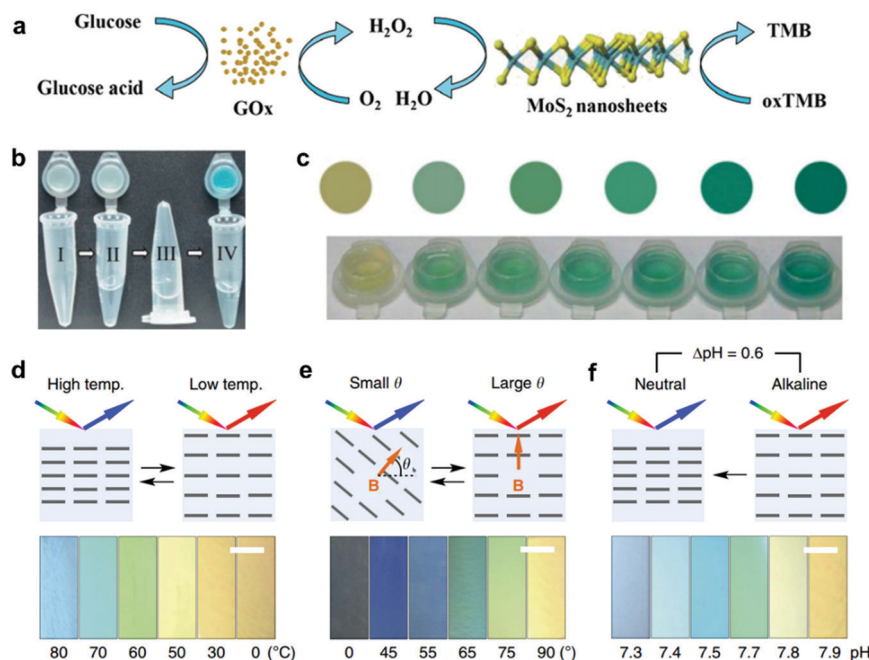 a
Glucose
Glucose acid
GOx
H₂O₂
O₂ H₂O
MoS₂ nanosheets
TMB
oxTMB
b
I
II
III
IV
c
d
High temp.
Low temp.
80 70 60 50 30 0 (°C)
e
Small θ
Large θ
θ
B
B
0 45 55 65 75 90 (°)
f
ΔpH = 0.6
Neutral
Alkaline
7.3 7.4 7.5 7.7 7.8 7.9 pH